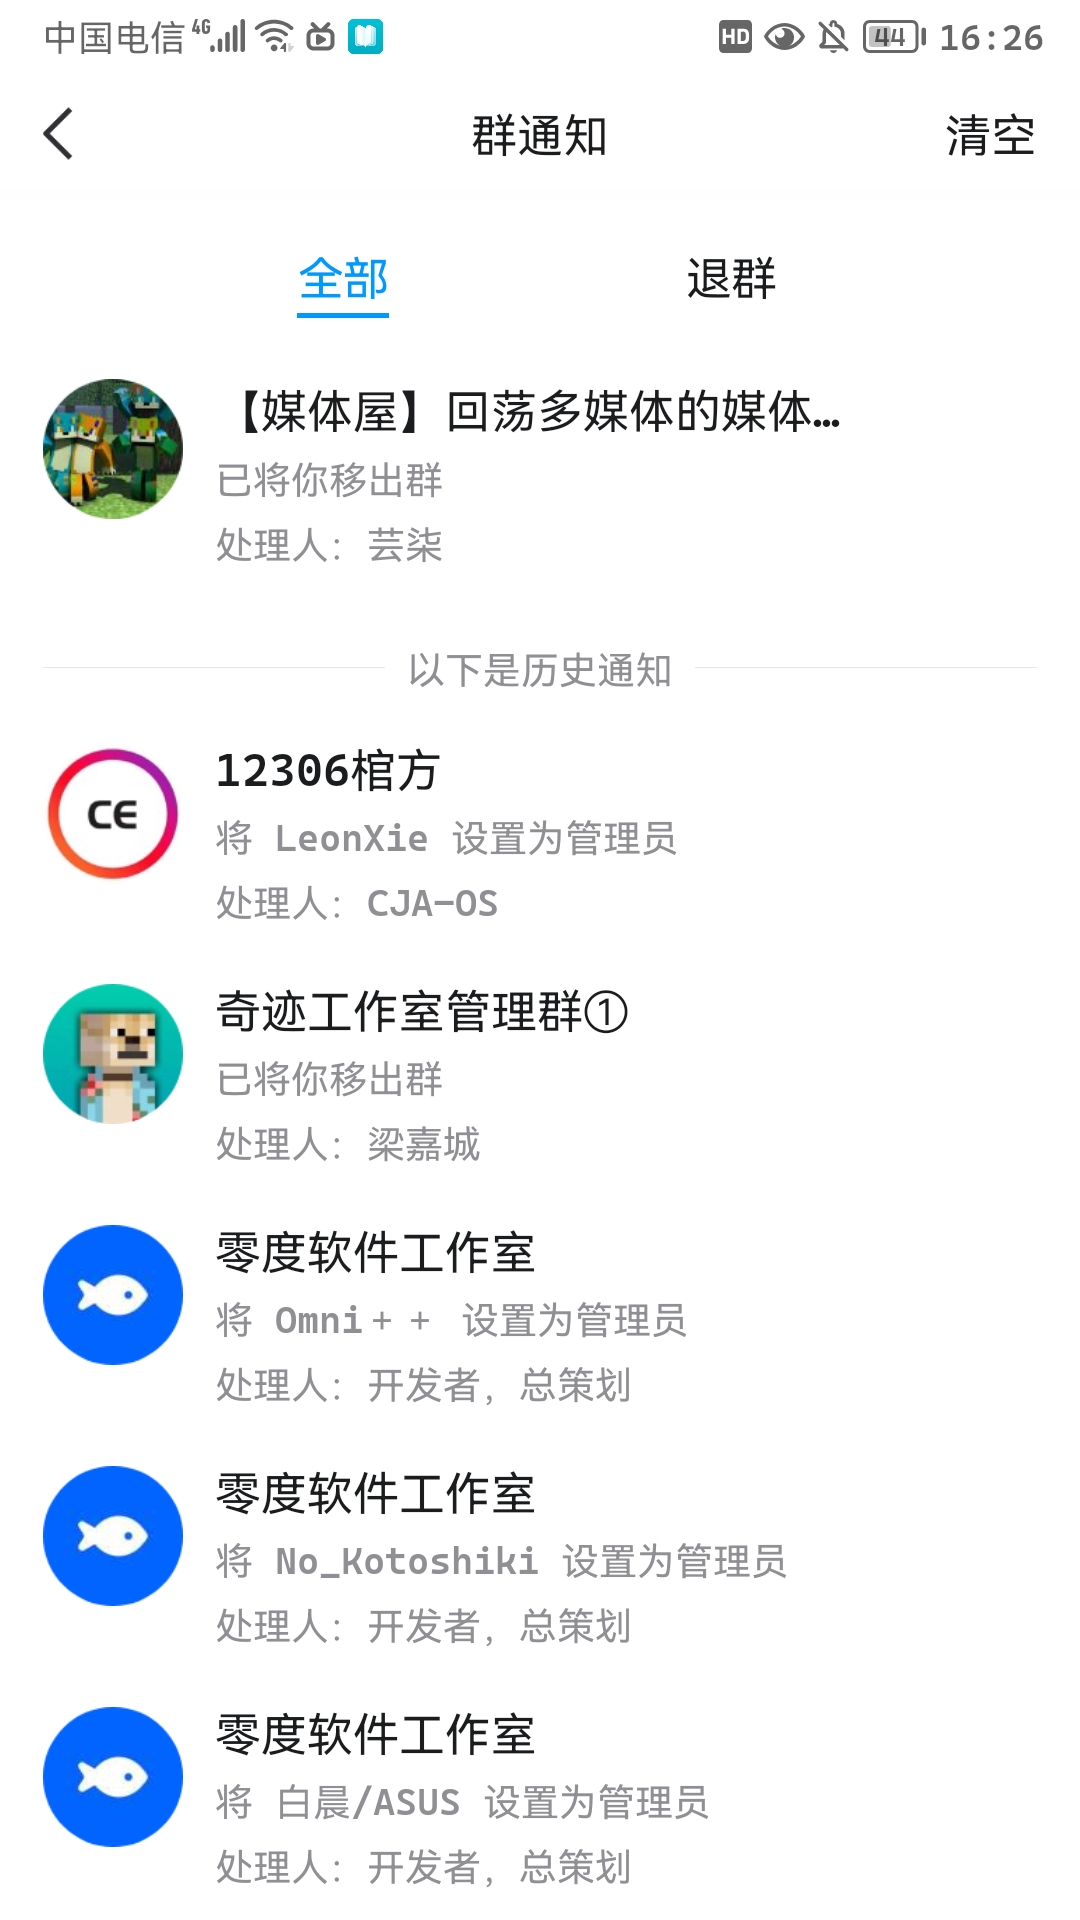 中国电信 4G HD 44 16:26
群通知 清空
全部 退群
【媒体屋】回荡多媒体的媒体...
已将你移出群
处理人：芸柒
以下是历史通知
CE
12306棺方
将 LeonXie 设置为管理员
处理人：CJA-OS
奇迹工作室管理群①
已将你移出群
处理人：梁嘉城
零度软件工作室
将 Omni＋＋ 设置为管理员
处理人：开发者，总策划
零度软件工作室
将 No_Kotoshiki 设置为管理员
处理人：开发者，总策划
零度软件工作室
将 白晨/ASUS 设置为管理员
处理人：开发者，总策划